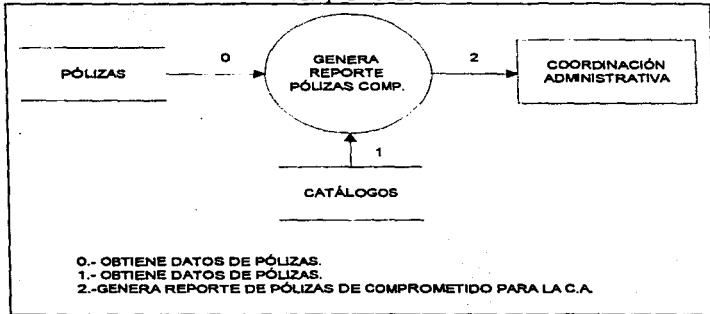 PÓLIZAS
0
GENERA
REPORTE
PÓLIZAS COMP.
2
COORDINACIÓN
ADMINISTRATIVA
1
CATÁLOGOS
0.- OBTIENE DATOS DE PÓLIZAS.
1.- OBTIENE DATOS DE PÓLIZAS.
2.-GENERA REPORTE DE PÓLIZAS DE COMPROMETIDO PARA LA C.A.